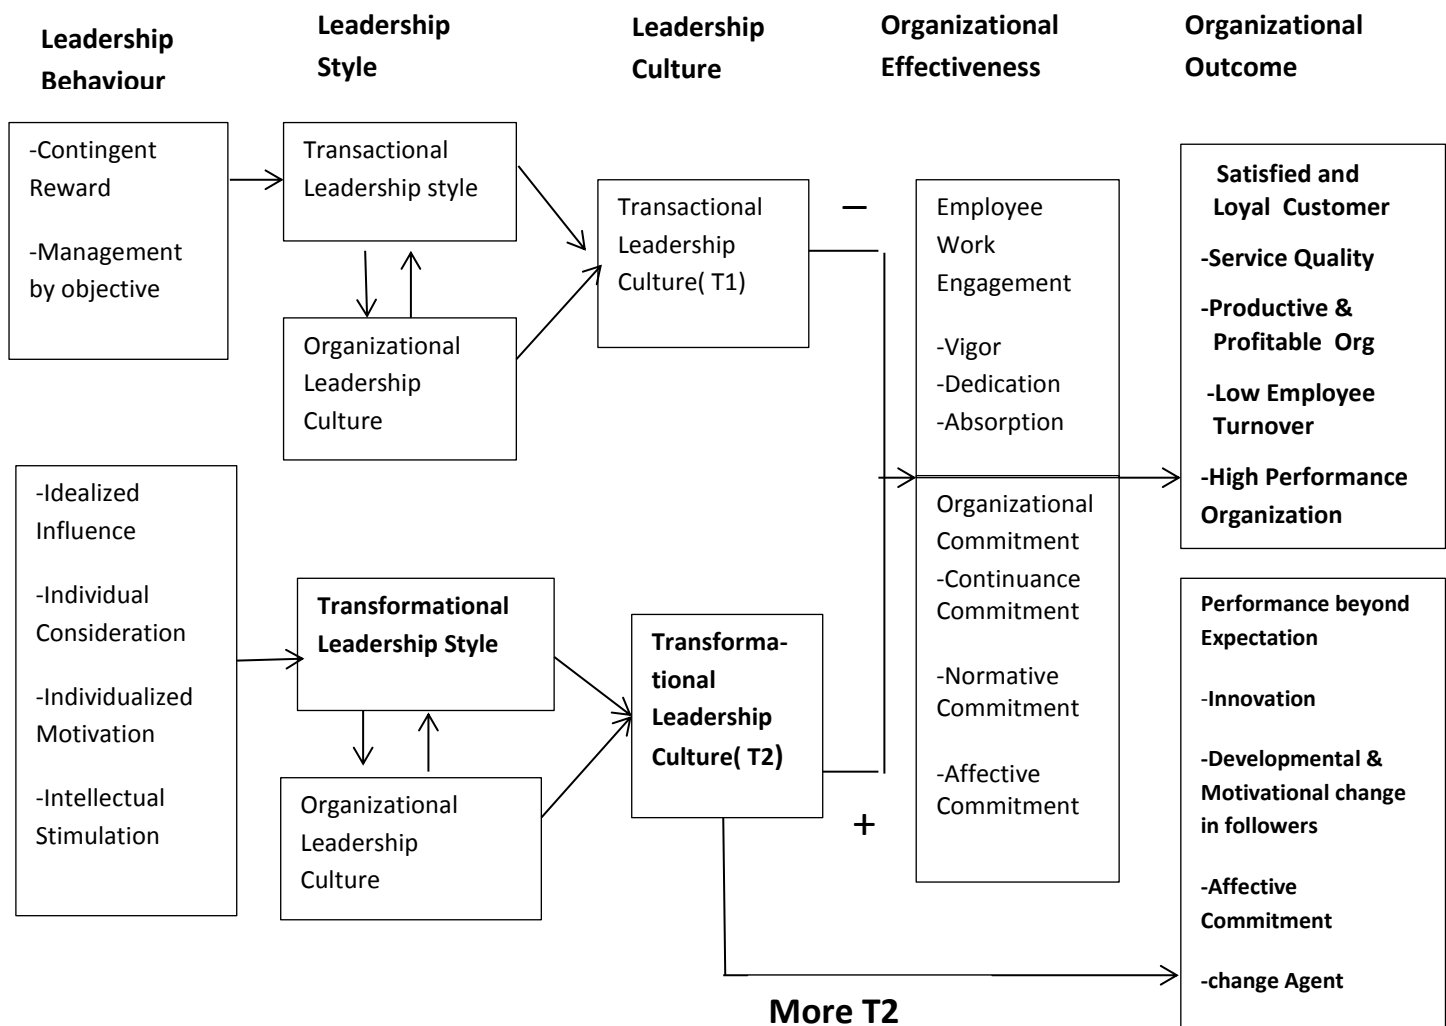 Leadership
Behaviour
Leadership
Style
Leadership
Culture
Organizational
Effectiveness
Organizational
Outcome
-Contingent
Reward
-Management
by objective
Transactional
Leadership style
Organizational
Leadership
Culture
Transactional
Leadership
Culture( T1)
–
Employee
Work
Engagement
-Vigor
-Dedication
-Absorption
Organizational
Commitment
-Continuance
Commitment
-Normative
Commitment
-Affective
Commitment
Satisfied and
Loyal Customer
-Service Quality
-Productive &
Profitable Org
-Low Employee
Turnover
-High Performance
Organization
-Idealized
Influence
-Individual
Consideration
-Individualized
Motivation
-Intellectual
Stimulation
Transformational
Leadership Style
Organizational
Leadership
Culture
Transforma-
tional
Leadership
Culture( T2)
+
Performance beyond
Expectation
-Innovation
-Developmental &
Motivational change
in followers
-Affective
Commitment
-change Agent
More T2